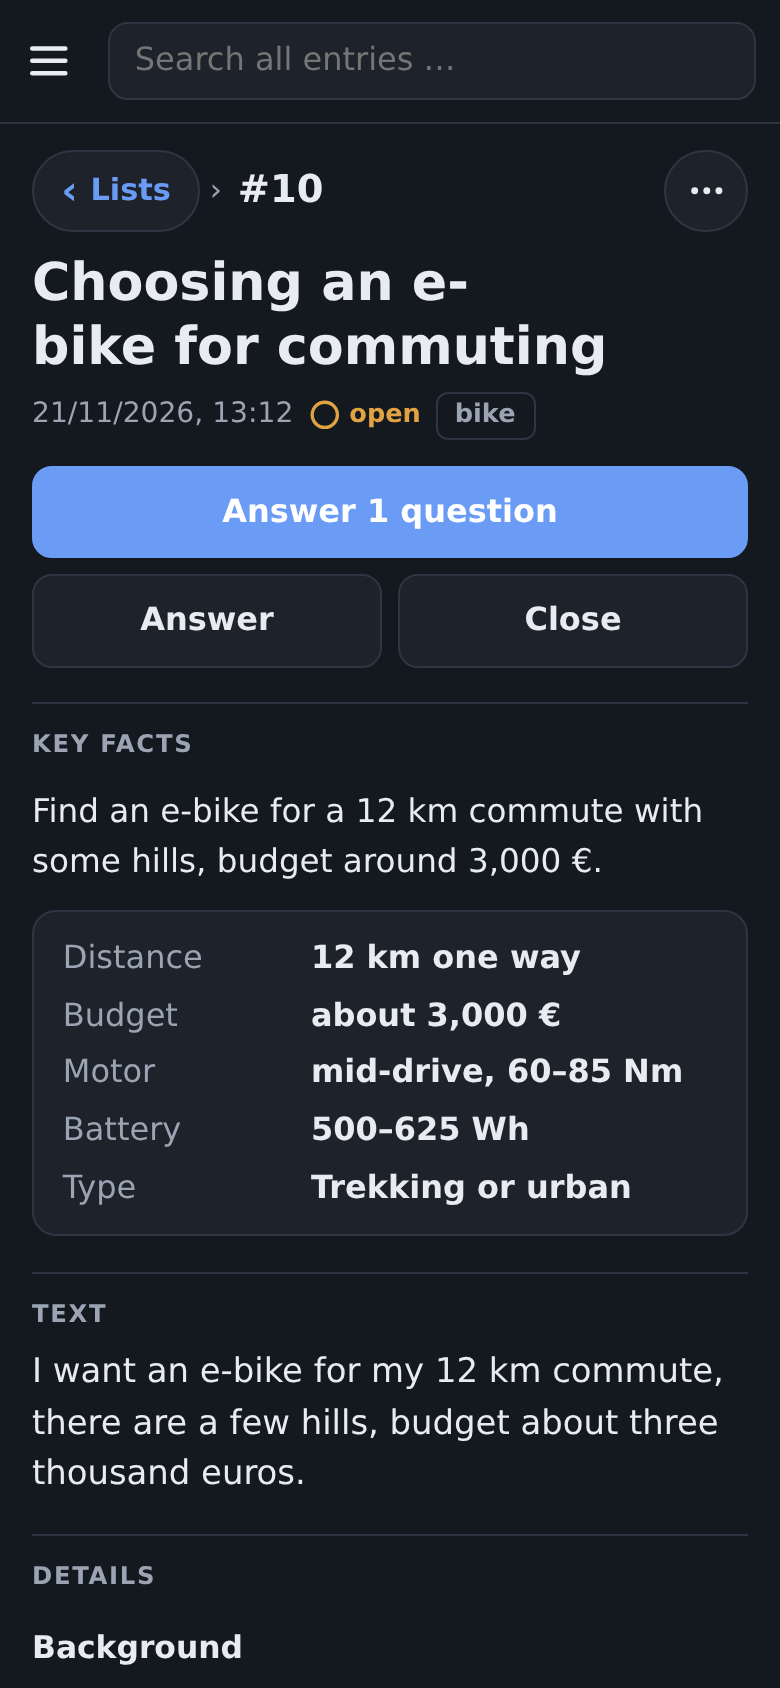 Search all entries ...
‹ Lists › #10 •••
Choosing an e-
bike for commuting
21/11/2026, 13:12 open bike
Answer 1 question
Answer Close
KEY FACTS
Find an e-bike for a 12 km commute with
some hills, budget around 3,000 €.
Distance 12 km one way
Budget about 3,000 €
Motor mid-drive, 60–85 Nm
Battery 500–625 Wh
Type Trekking or urban
TEXT
I want an e-bike for my 12 km commute,
there are a few hills, budget about three
thousand euros.
DETAILS
Background